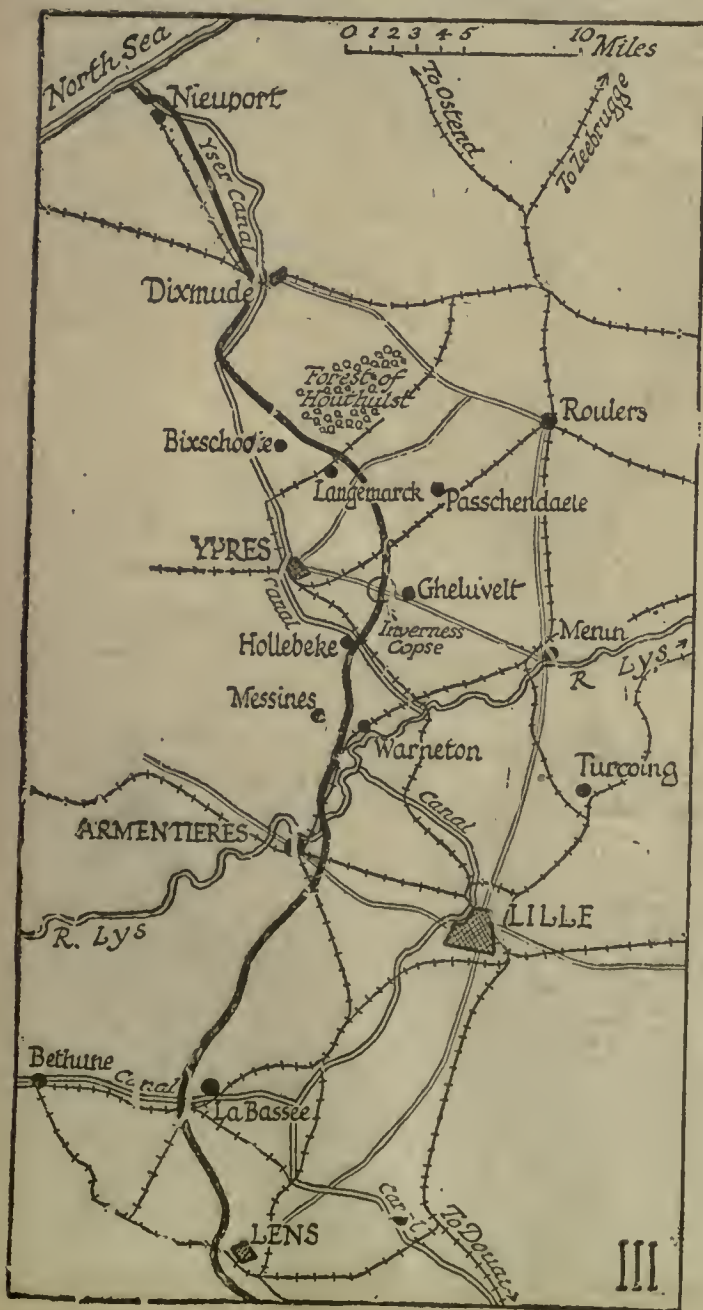 0 1 2 3 4 5 10 Miles
North Sea
Nieuport
To Ostend
To Zeebrugge
Yser Canal
Dixmude
Forest of
Houthulst
Roulers
Bixschoote
Langemarck
Passchendaele
YPRES
Canal
Gheluvelt
Inverness
Copse
Hollebeke
Menin
R Lys
Messines
Warneton
Turcoing
Canal
ARMENTIERES
LILLE
R. Lys
Bethune
Canal
La Bassée
Canal
LENS
To Douai
III